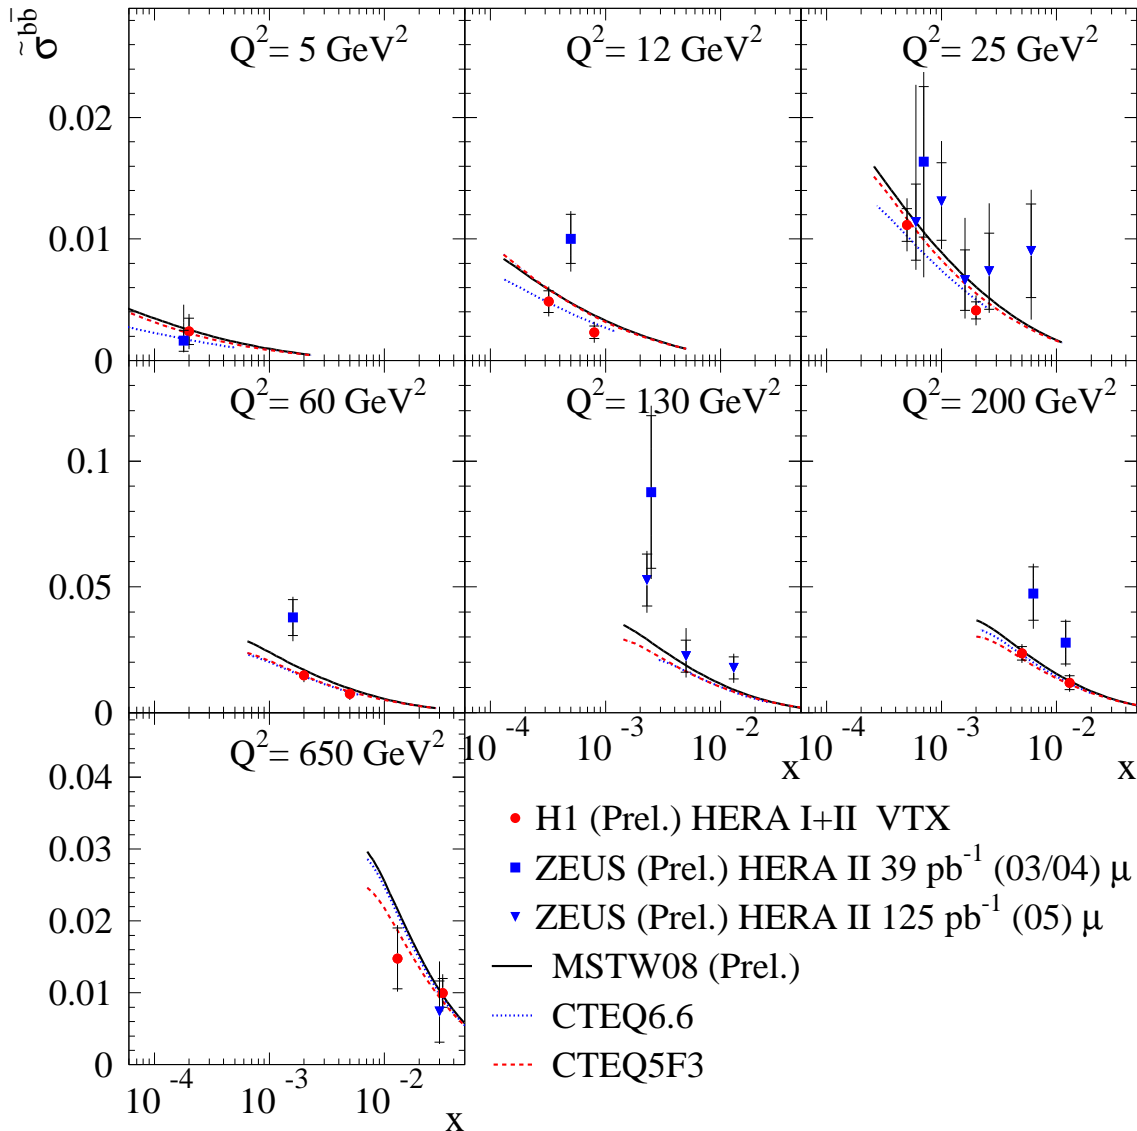 σ̃^bb̄
Q²= 5 GeV²
Q²= 12 GeV²
Q²= 25 GeV²
0.02
0.01
0
Q²= 60 GeV²
Q²= 130 GeV²
Q²= 200 GeV²
0.1
0.05
0
10⁻⁴ 10⁻³ 10⁻² x
10⁻⁴ 10⁻³ 10⁻² x
Q²= 650 GeV²
0.04
0.03
0.02
0.01
0
10⁻⁴ 10⁻³ 10⁻² x
H1 (Prel.) HERA I+II VTX
ZEUS (Prel.) HERA II 39 pb⁻¹ (03/04) μ
ZEUS (Prel.) HERA II 125 pb⁻¹ (05) μ
MSTW08 (Prel.)
CTEQ6.6
CTEQ5F3